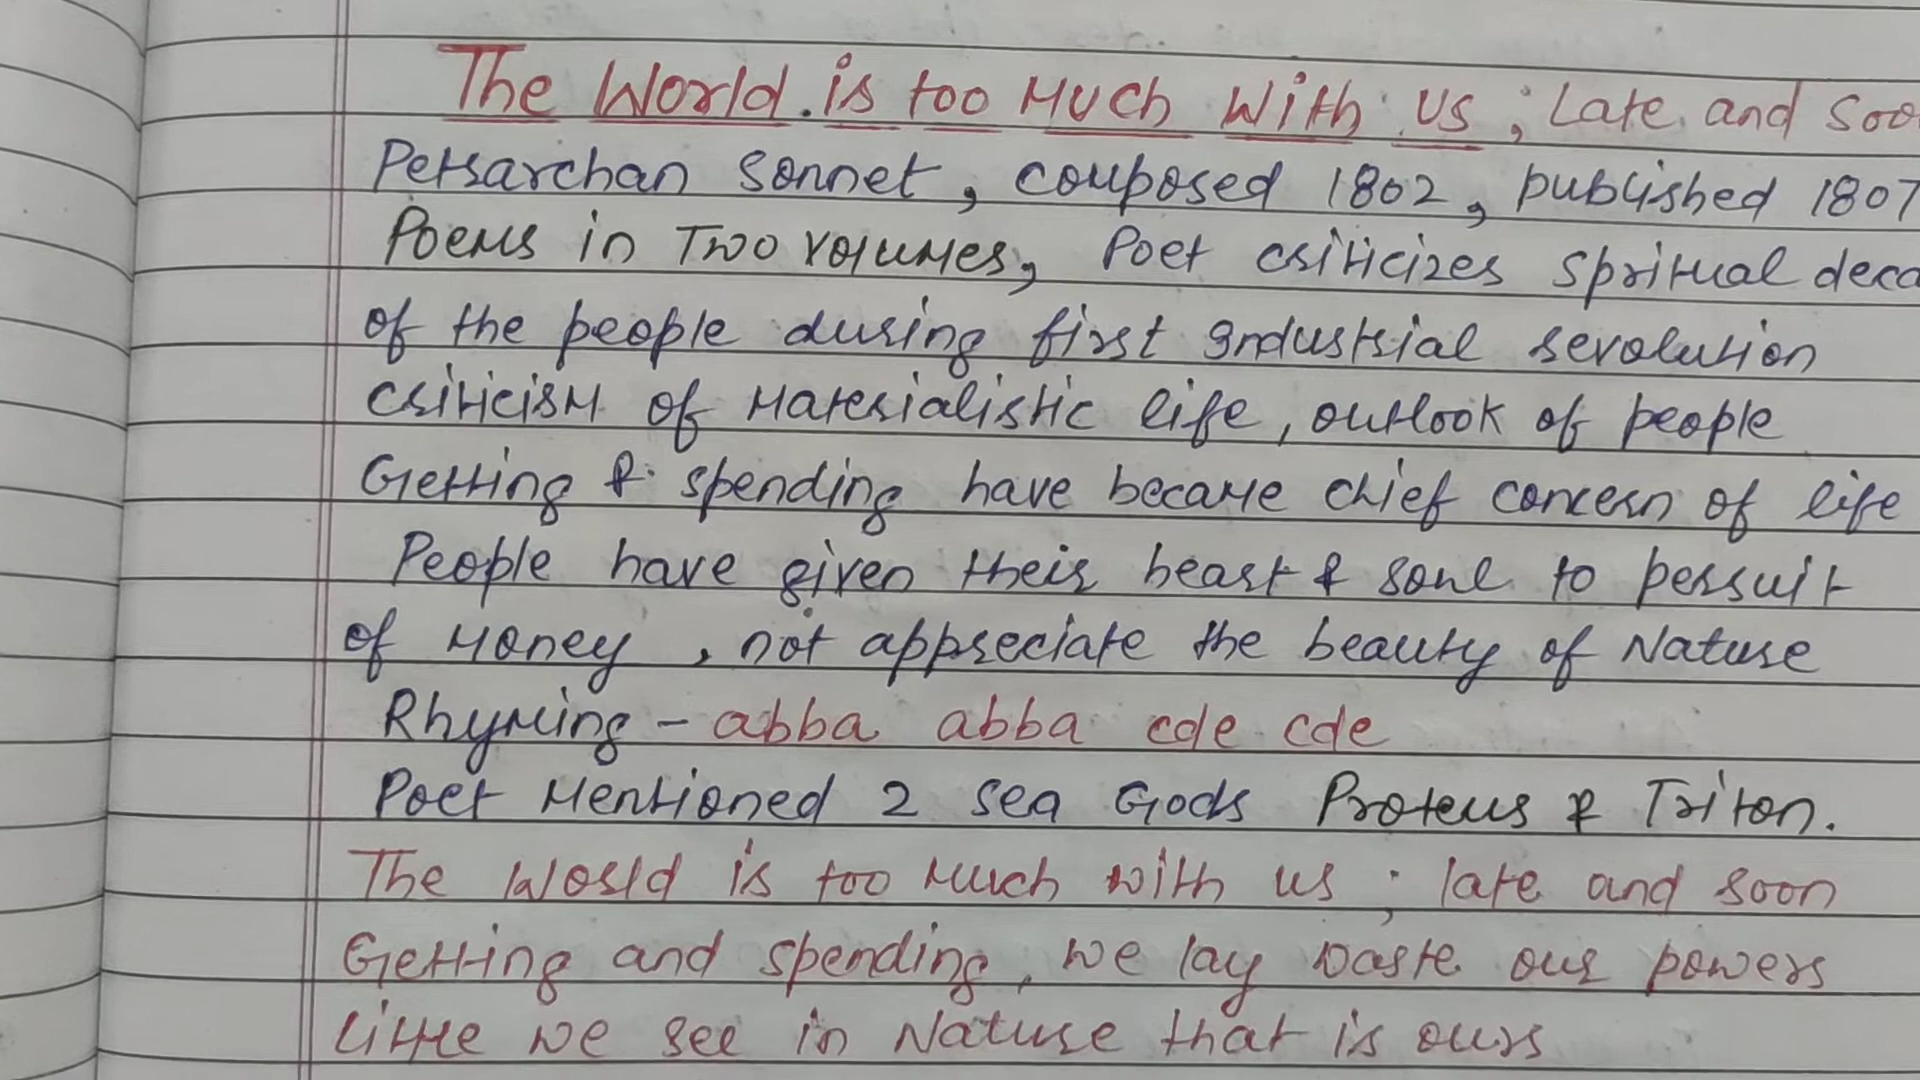 The World is too Much With Us ; Late and Soo
Petrarchan Sonnet, composed 1802, published 1807
Poems in Two Volumes, Poet criticizes Spritual deca
of the people during first Industrial revolution
criticism of Materialistic life, outlook of people
Getting & spending have became chief concern of life
People have given their heart & soul to persuit
of Money, not appreciate the beauty of Nature
Rhyming - abba abba cde cde
Poet Mentioned 2 Sea Gods Proteus & Triton.
The World is too Much with us ; late and soon
Getting and spending, we lay waste our powers
Little we see in Nature that is ours